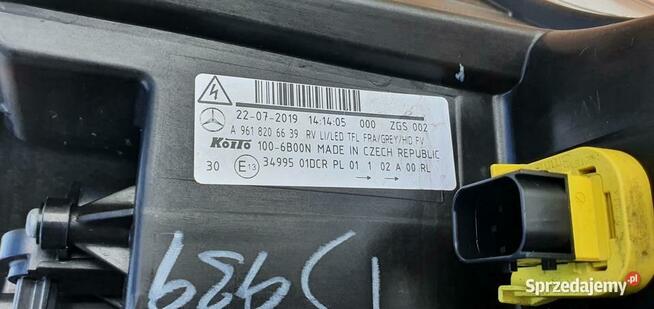 22-07-2019 14:14:05 000 ZGS 002
A 961 820 66 39 RV LI/LED TFL FRA/GREY/HD FV
KoITo 100-6B00N MADE IN CZECH REPUBLIC
30 E13 34995 01DCR PL 01 1 02 A 00 RL
Sprzedajemy.pl